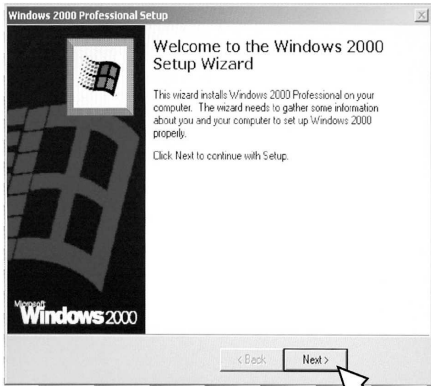 Windows 2000 Professional Setup
Welcome to the Windows 2000
Setup Wizard
This wizard installs Windows 2000 Professional on your
computer. The wizard needs to gather some information
about you and your computer to set up Windows 2000
properly.
Click Next to continue with Setup.
Microsoft
Windows 2000
< Back
Next >